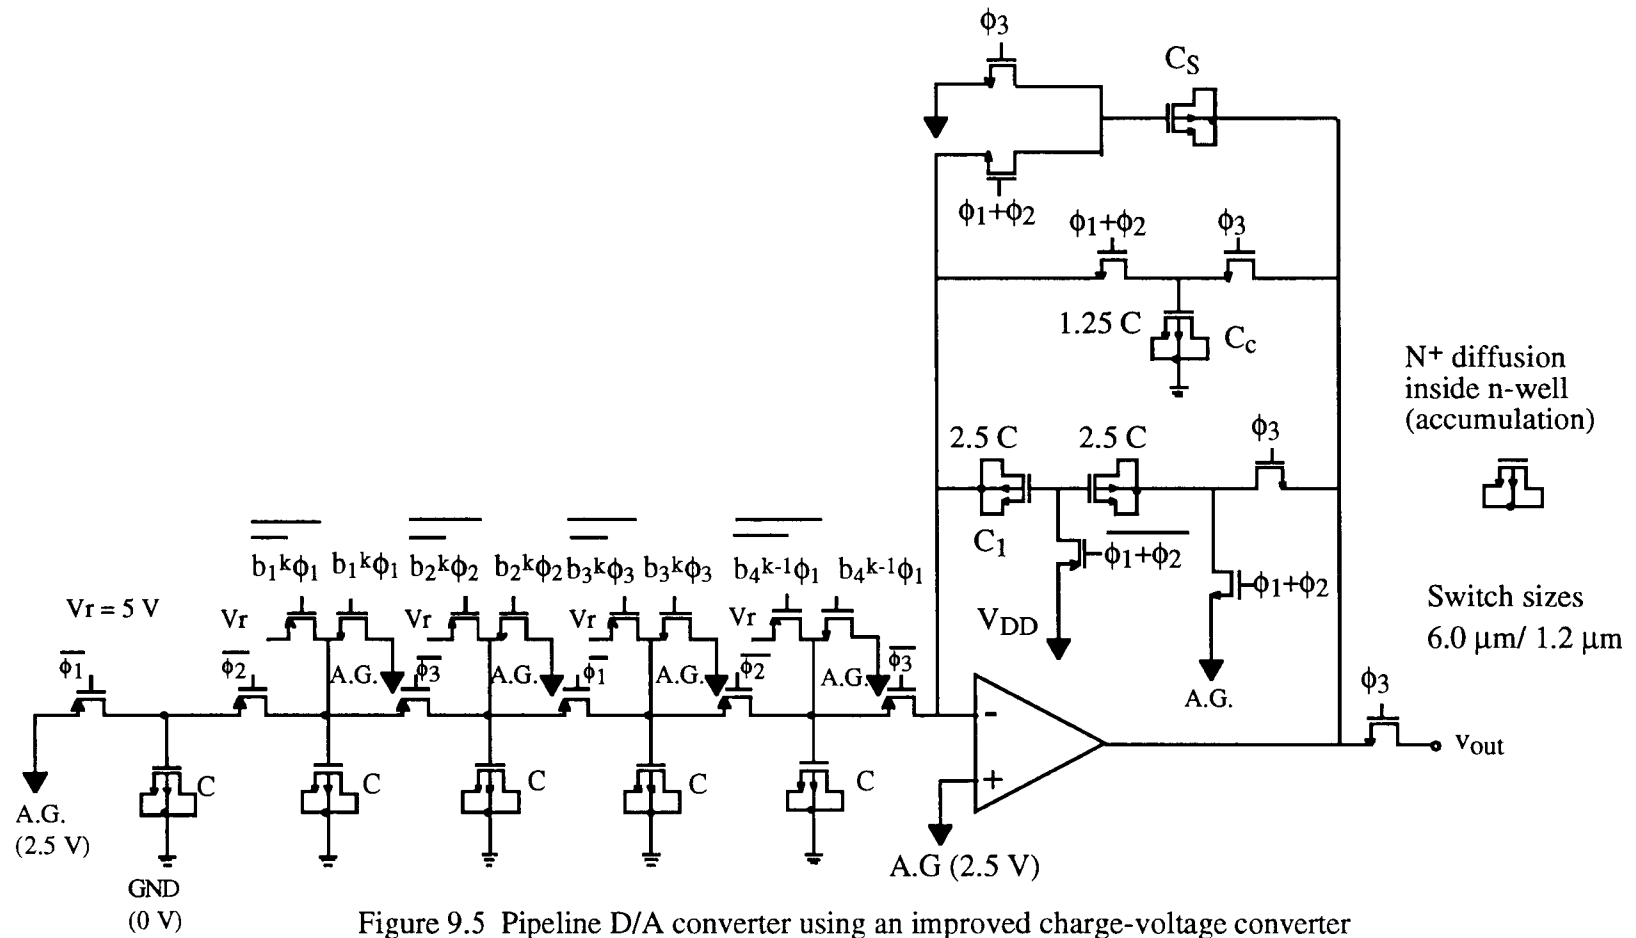 ϕ3
CS
ϕ1+ϕ2
ϕ1+ϕ2
ϕ3
1.25 C
Cc
N+ diffusion
inside n-well
(accumulation)
2.5 C
2.5 C
ϕ3
C1
ϕ1+ϕ2
ϕ1+ϕ2
VDD
A.G.
Switch sizes
6.0 μm/ 1.2 μm
b1kϕ1 b1kϕ1 b2kϕ2 b2kϕ2 b3kϕ3 b3kϕ3 b4k-1ϕ1 b4k-1ϕ1
Vr = 5 V
Vr Vr Vr Vr
ϕ1 ϕ2 A.G. ϕ3 A.G. ϕ1 A.G. ϕ2 A.G. ϕ3
ϕ3
-
+
vout
C C C C C
A.G.
(2.5 V)
A.G (2.5 V)
GND
(0 V)
Figure 9.5 Pipeline D/A converter using an improved charge-voltage converter